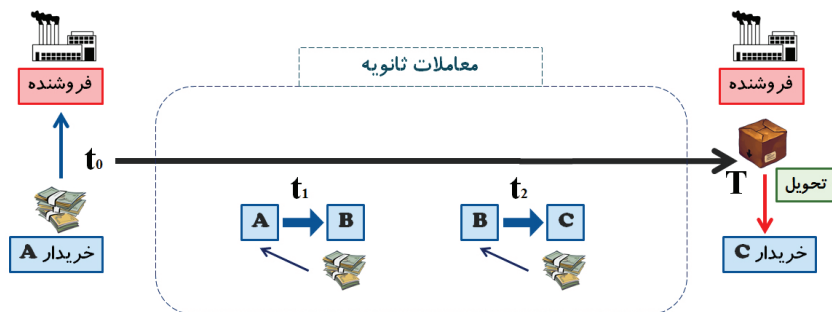 معاملات ثانویه
فروشنده
فروشنده
t₀
t₁
t₂
T
تحویل
A
B
B
C
خریدار A
خریدار C